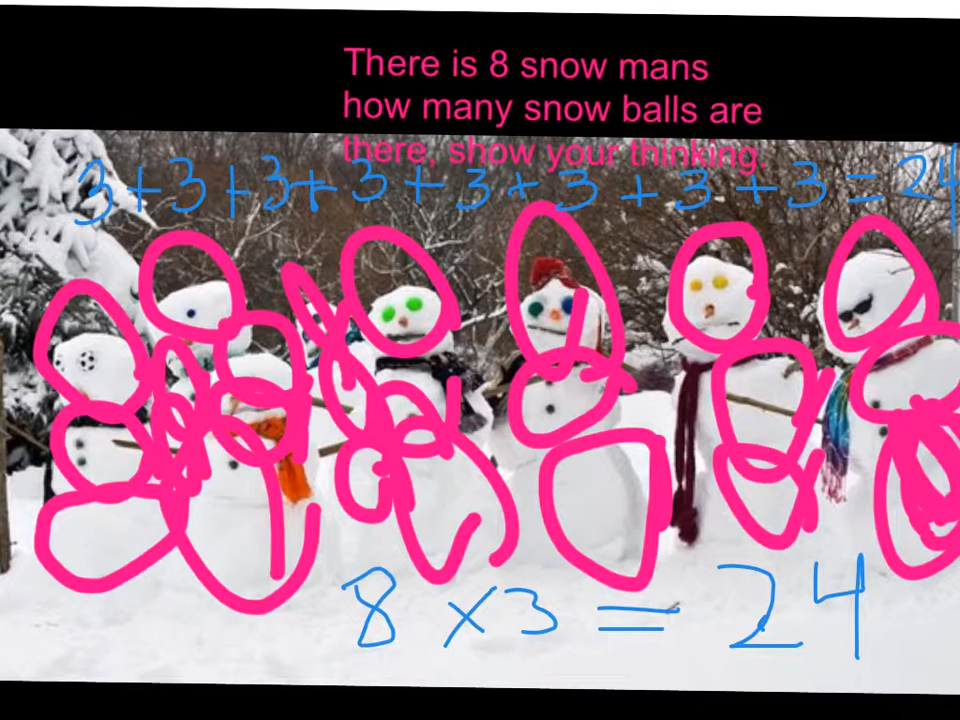 There is 8 snow mans
how many snow balls are
there, show your thinking.
3+3+3+3+3+3+3+3=24
8×3=24